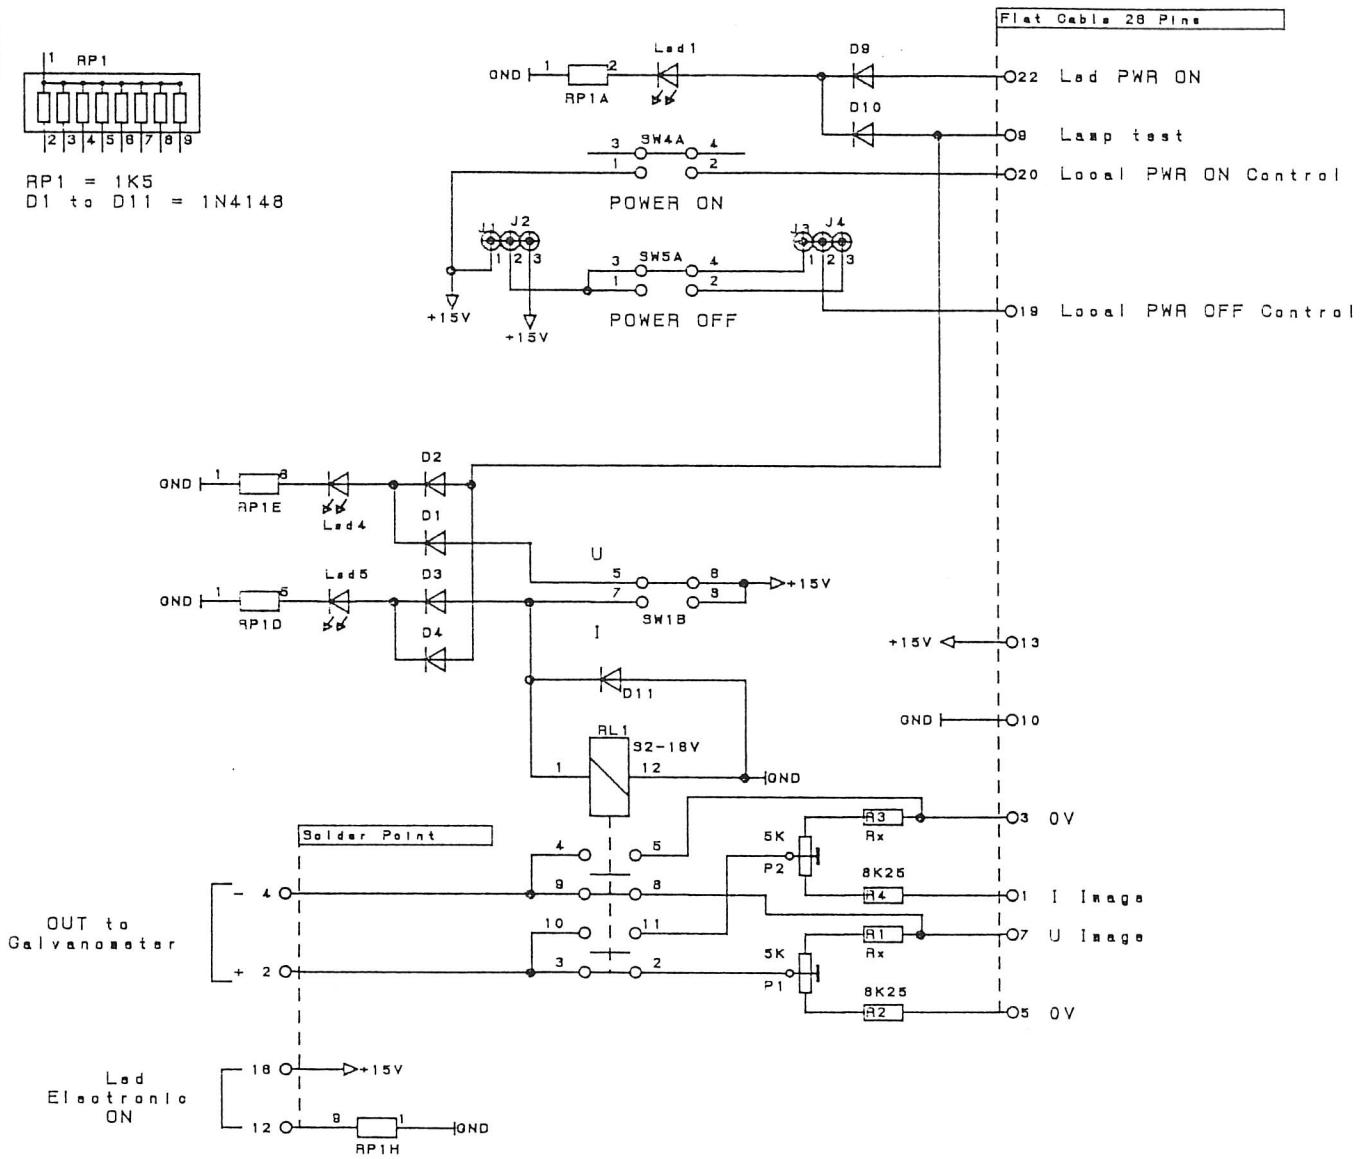 Flat Cable 28 Pins
1 RP1
2 3 4 5 6 7 8 9
RP1 = 1K5
D1 to D11 = 1N4148
GND 1 2 Led1 D9 22 Led PWR ON
RP1A
D10
9 Lamp test
3 SW4A 4
1 2 20 Local PWR ON Control
POWER ON
J1 J2 J3 J4
1 2 3 3 SW5A 4 1 2 3
1 2
+15V POWER OFF 19 Local PWR OFF Control
+15V
D2
GND 1 6
RP1E Led4
D1
U
Led5 D3 5 6 +15V
GND 1 5 7 8
RP1D SW1B
D4 I
+15V 13
D11
GND 10
RL1
S2-18V
1 12 GND
Solder Point
R3 3 0V
5K Rx
4 5
P2 8K25
- 4 9 8 R4 1 I Image
OUT to
Galvanometer
10 11 R1 7 U Image
5K Rx
+ 2 3 2
P1 8K25
R2 5 0V
18 +15V
Led
Electronic
ON
12 9 1 GND
RP1H